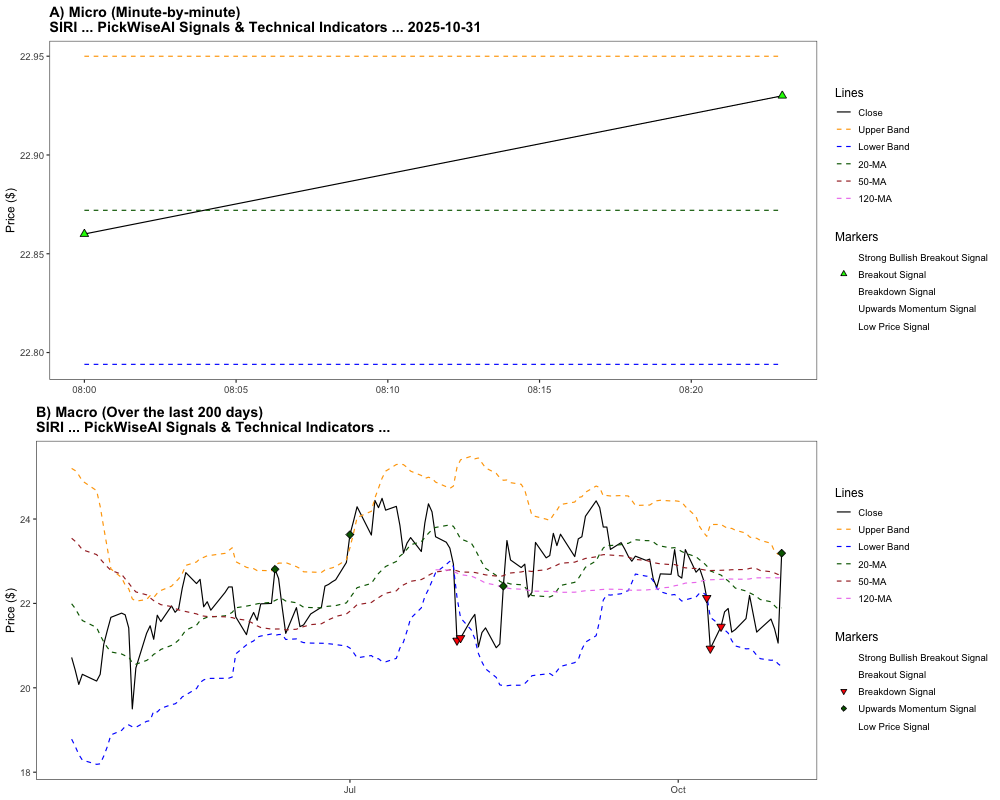 A) Micro (Minute-by-minute)
SIRI ... PickWiseAI Signals & Technical Indicators ... 2025-10-31
Price ($)
22.95
22.90
22.85
22.80
08:00
08:05
08:10
08:15
08:20
Lines
Close
Upper Band
Lower Band
20-MA
50-MA
120-MA
Markers
Strong Bullish Breakout Signal
Breakout Signal
Breakdown Signal
Upwards Momentum Signal
Low Price Signal
B) Macro (Over the last 200 days)
SIRI ... PickWiseAI Signals & Technical Indicators ...
Price ($)
24
22
20
18
Jul
Oct
Lines
Close
Upper Band
Lower Band
20-MA
50-MA
120-MA
Markers
Strong Bullish Breakout Signal
Breakout Signal
Breakdown Signal
Upwards Momentum Signal
Low Price Signal